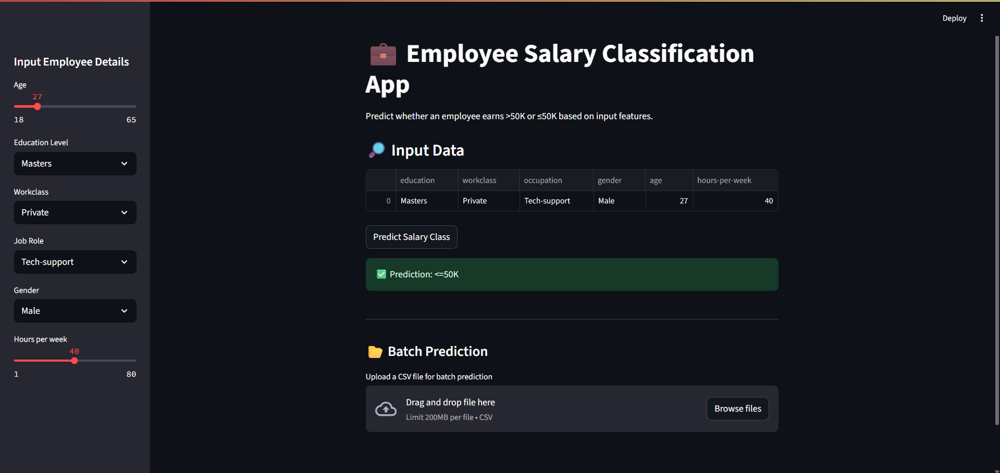 Deploy
Input Employee Details
Age
27
18 65
Education Level
Masters
Workclass
Private
Job Role
Tech-support
Gender
Male
Hours per week
40
1 80
Employee Salary Classification
App
Predict whether an employee earns >50K or ≤50K based on input features.
Input Data
education workclass occupation gender age hours-per-week
0 Masters Private Tech-support Male 27 40
Predict Salary Class
Prediction: <=50K
Batch Prediction
Upload a CSV file for batch prediction
Drag and drop file here
Limit 200MB per file • CSV
Browse files